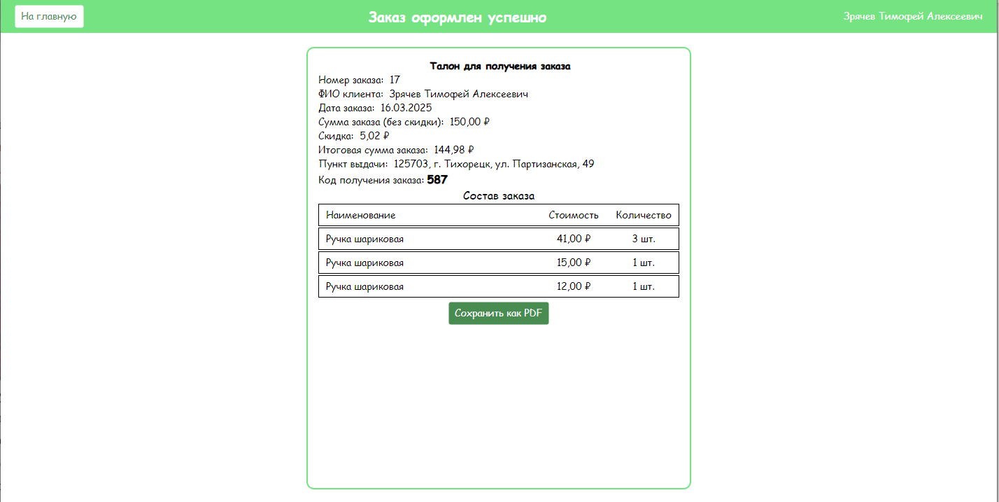 На главную
Заказ оформлен успешно
Зрячев Тимофей Алексеевич
Талон для получения заказа
Номер заказа: 17
ФИО клиента: Зрячев Тимофей Алексеевич
Дата заказа: 16.03.2025
Сумма заказа (без скидки): 150,00 ₽
Скидка: 5,02 ₽
Итоговая сумма заказа: 144,98 ₽
Пункт выдачи: 125703, г. Тихорецк, ул. Партизанская, 49
Код получения заказа: 587
Состав заказа
Наименование Стоимость Количество
Ручка шариковая 41,00 ₽ 3 шт.
Ручка шариковая 15,00 ₽ 1 шт.
Ручка шариковая 12,00 ₽ 1 шт.
Сохранить как PDF